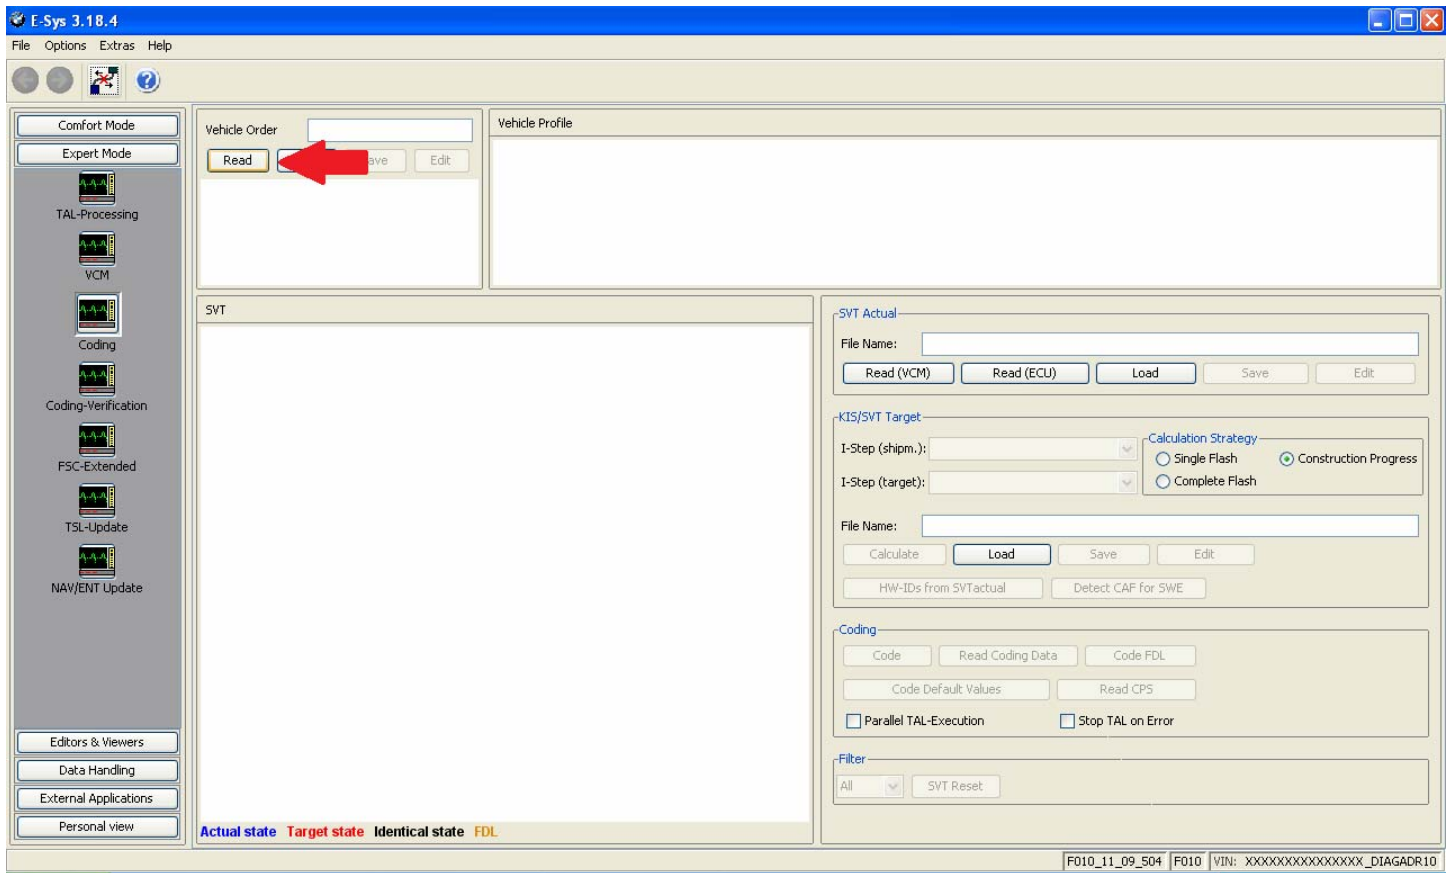 E-Sys 3.18.4
File Options Extras Help
Comfort Mode
Expert Mode
TAL-Processing
VCM
Coding
Coding-Verification
FSC-Extended
TSL-Update
NAV/ENT Update
Editors & Viewers
Data Handling
External Applications
Personal view
Vehicle Order
Read Edit
Vehicle Profile
SVT
Actual state Target state Identical state FDL
SVT Actual
File Name:
Read (VCM) Read (ECU) Load Save Edit
KIS/SVT Target
I-Step (shipm.):
I-Step (target):
Calculation Strategy
Single Flash Construction Progress
Complete Flash
File Name:
Calculate Load Save Edit
HW-IDs from SVTactual Detect CAF for SWE
Coding
Code Read Coding Data Code FDL
Code Default Values Read CPS
Parallel TAL-Execution Stop TAL on Error
Filter
All SVT Reset
F010_11_09_504 F010 VIN: XXXXXXXXXXXXXXX_DIAGADR10